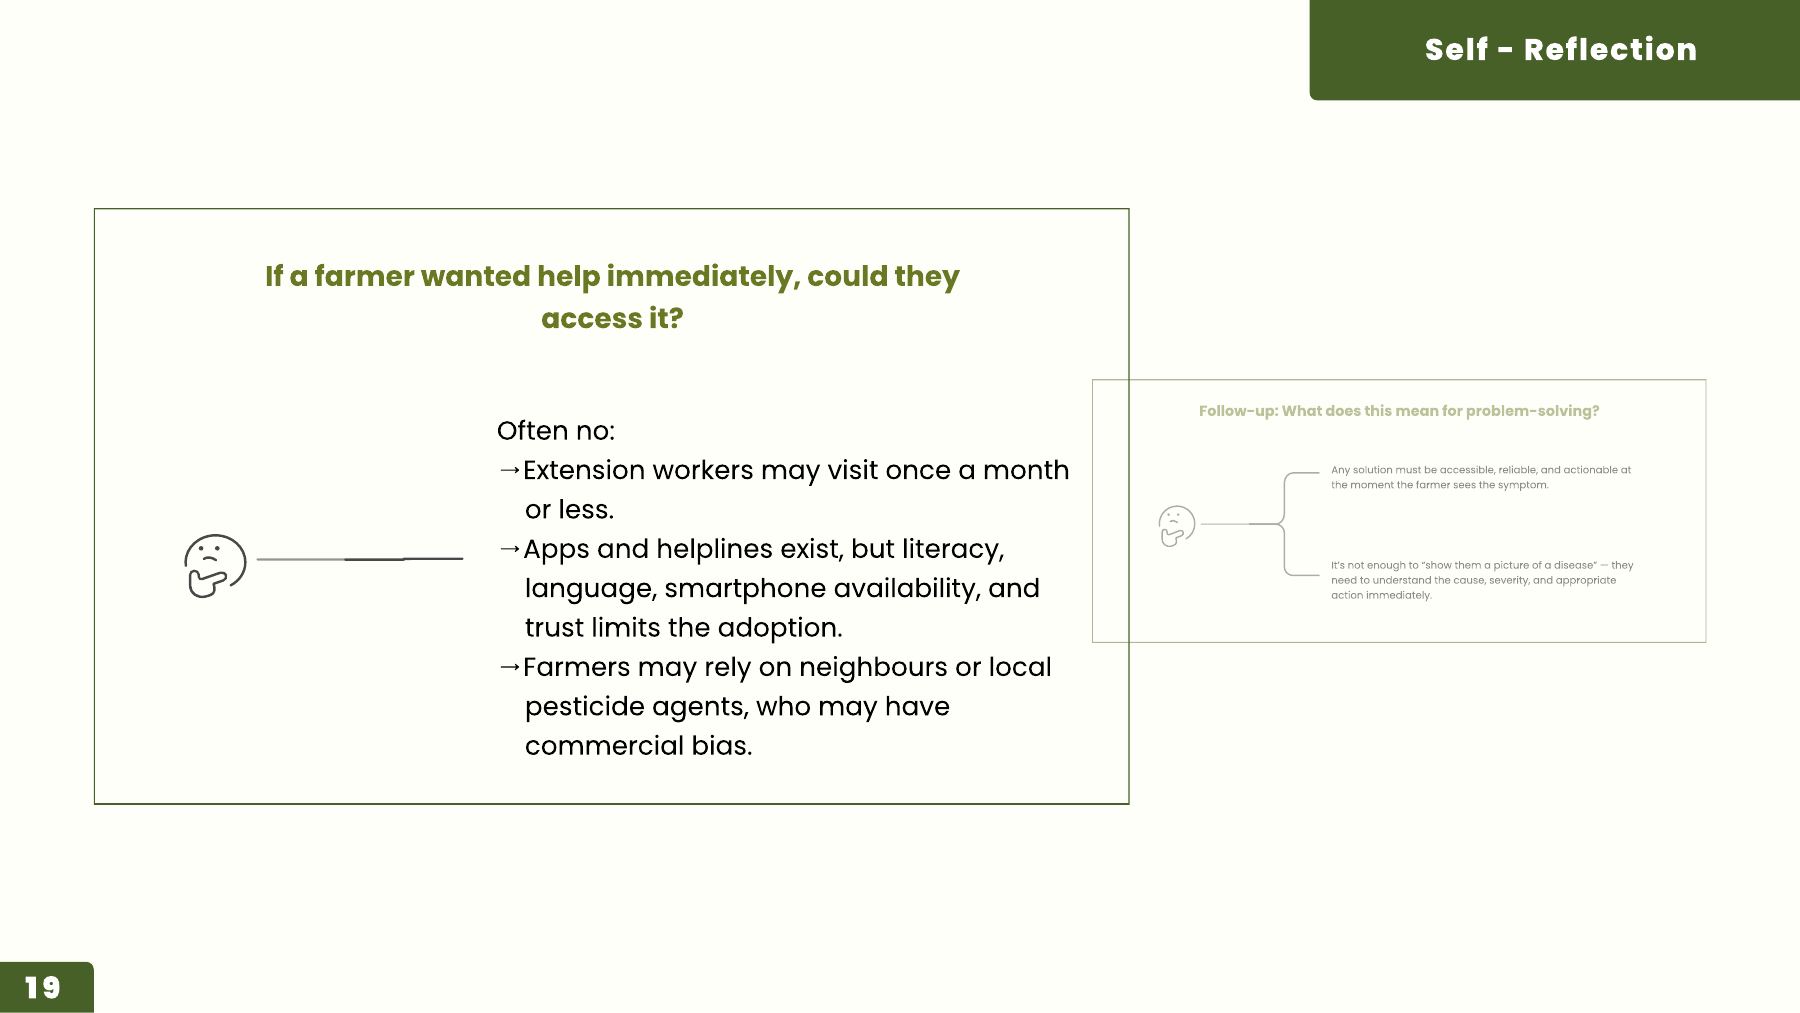 Self - Reflection
If a farmer wanted help immediately, could they
access it?
Often no:
→Extension workers may visit once a month
or less.
→Apps and helplines exist, but literacy,
language, smartphone availability, and
trust limits the adoption.
→Farmers may rely on neighbours or local
pesticide agents, who may have
commercial bias.
Follow-up: What does this mean for problem-solving?
Any solution must be accessible, reliable, and actionable at
the moment the farmer sees the symptom.
It’s not enough to “show them a picture of a disease” — they
need to understand the cause, severity, and appropriate
action immediately.
19